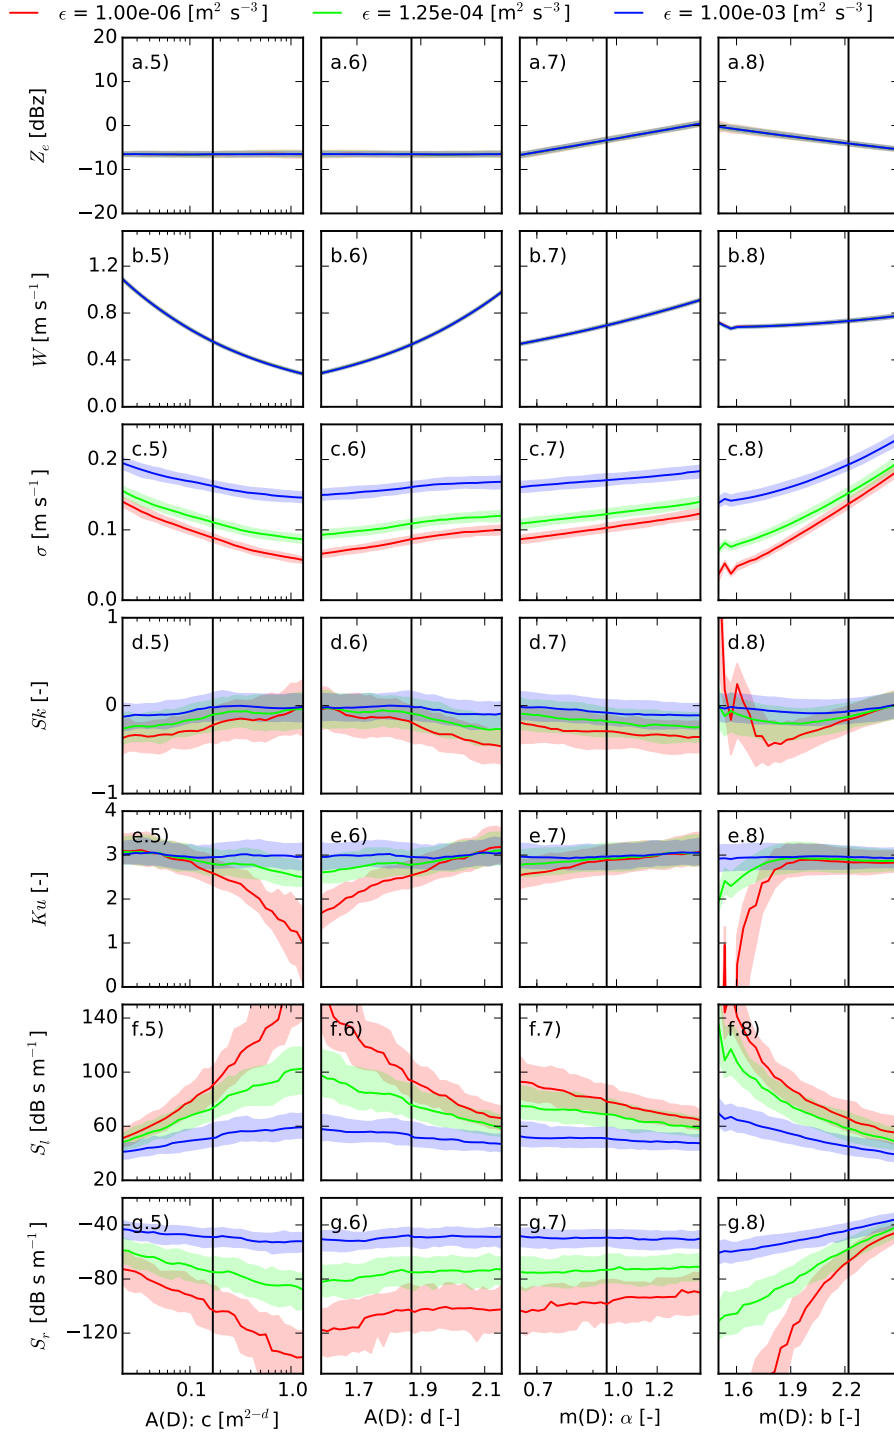 ϵ = 1.00e-06 [m² s⁻³] ϵ = 1.25e-04 [m² s⁻³] ϵ = 1.00e-03 [m² s⁻³]
20
10
0
−10
−20
Z_e [dBz]
a.5) a.6) a.7) a.8)
1.2
0.8
0.4
0.0
W [m s⁻¹]
b.5) b.6) b.7) b.8)
0.2
0.1
0.0
σ [m s⁻¹]
c.5) c.6) c.7) c.8)
1
0
−1
Sk [-]
d.5) d.6) d.7) d.8)
4
3
2
1
0
Ku [-]
e.5) e.6) e.7) e.8)
140
100
60
20
S_l [dB s m⁻¹]
f.5) f.6) f.7) f.8)
−40
−80
−120
S_r [dB s m⁻¹]
g.5) g.6) g.7) g.8)
0.1 1.0 1.7 1.9 2.1 0.7 1.0 1.2 1.6 1.9 2.2
A(D): c [m²⁻ᵈ] A(D): d [-] m(D): α [-] m(D): b [-]